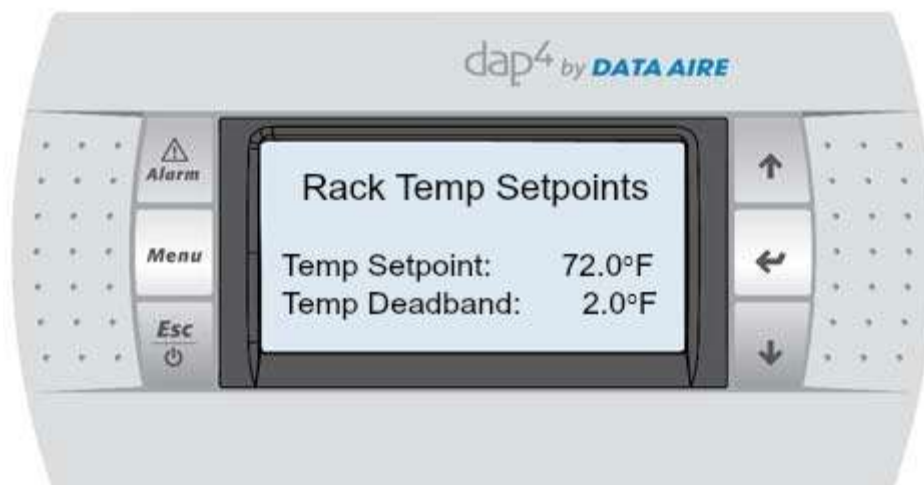 dap4 by DATA AIRE
Alarm
Menu
Esc
Rack Temp Setpoints
Temp Setpoint: 72.0°F
Temp Deadband: 2.0°F